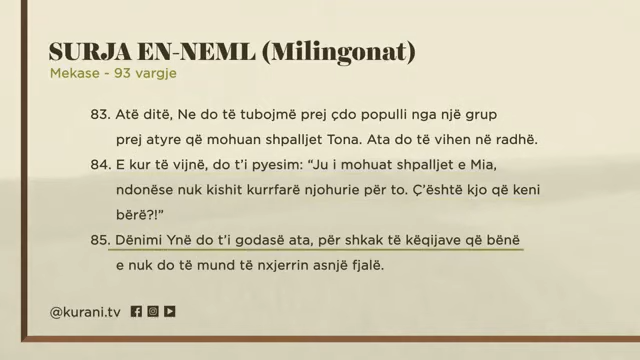 SURJA EN-NEML (Milingonat)
Mekase - 93 vargje
83. Atë ditë, Ne do të tubojmë prej çdo populli nga një grup
prej atyre që mohuan shpalljet Tona. Ata do të vihen në radhë.
84. E kur të vijnë, do t’i pyesim: “Ju i mohuat shpalljet e Mia,
ndonëse nuk kishit kurrfarë njohurie për to. Ç’është kjo që keni
bërë?!”
85. Dënimi Ynë do t’i godasë ata, për shkak të këqijave që bënë
e nuk do të mund të nxjerrin asnjë fjalë.
@kurani.tv